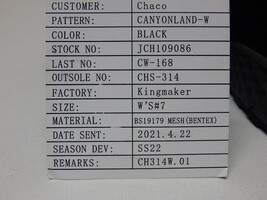 CUSTOMER: Chaco
PATTERN: CANYONLAND-W
COLOR: BLACK
STOCK NO: JCH109086
LAST NO: CW-168
OUTSOLE NO: CHS-314
FACTORY: Kingmaker
SIZE: W'S#7
MATERIAL: BS19179 MESH(BENTEX)
DATE SENT: 2021.4.22
SEASON DEV: SS22
REMARKS: CH314W.01